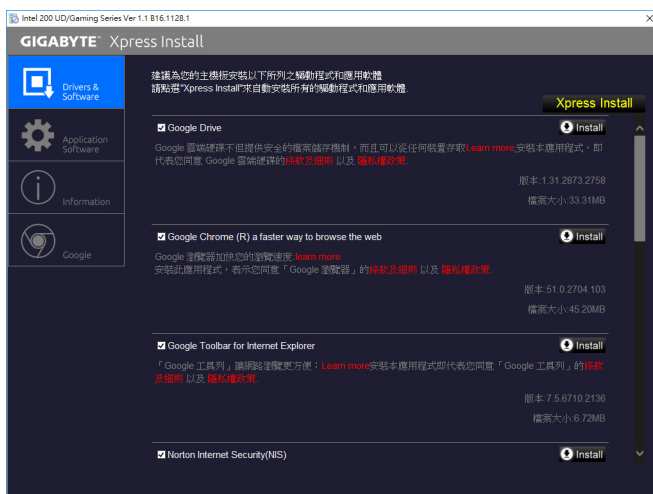 Intel 200 UD/Gaming Series Ver 1.1 B16.1128.1
GIGABYTE™ Xpress Install
Drivers &
Software
Application
Software
Information
Google
建議為您的主機板安裝以下所列之驅動程式和應用軟體
請點選"Xpress Install"來自動安裝所有的驅動程式和應用軟體.
Xpress Install
Google Drive
Install
Google 雲端硬碟不但提供安全的檔案儲存機制，而且可以從任何裝置存取Learn more,安裝本應用程式，即
代表您同意 Google 雲端硬碟的條款及細則 以及 隱私權政策.
版本:1.31.2873.2758
檔案大小:33.31MB
Google Chrome (R) a faster way to browse the web
Install
Google 瀏覽器加快您的瀏覽速度.learn more
安裝此應用程式，表示您同意「Google 瀏覽器」的條款及細則 以及 隱私權政策.
版本:51.0.2704.103
檔案大小:45.20MB
Google Toolbar for Internet Explorer
Install
「Google 工具列」讓網路瀏覽更方便：Learn more安裝本應用程式即代表您同意「Google 工具列」的條款
及細則 以及 隱私權政策.
版本:7.5.6710.2136
檔案大小:6.72MB
Norton Internet Security(NIS)
Install